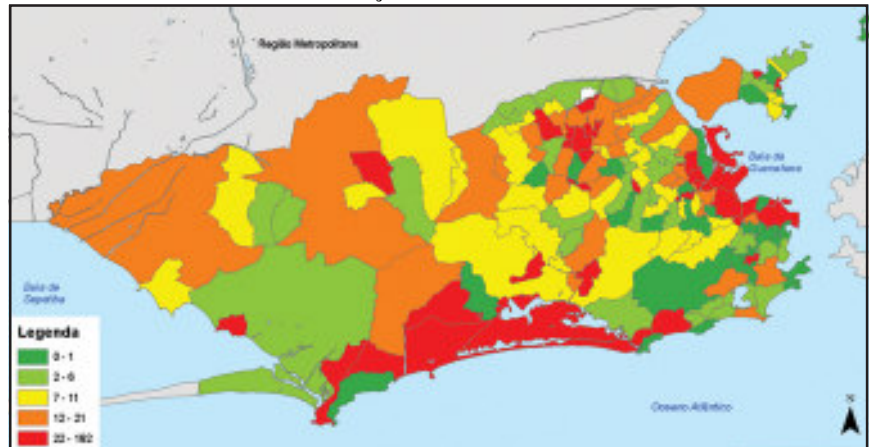 Região Metropolitana
Baía de
Guanabara
Baía de
Sepetiba
Legenda
0 - 1
2 - 6
7 - 11
12 - 21
22 - 162
Oceano Atlântico
N